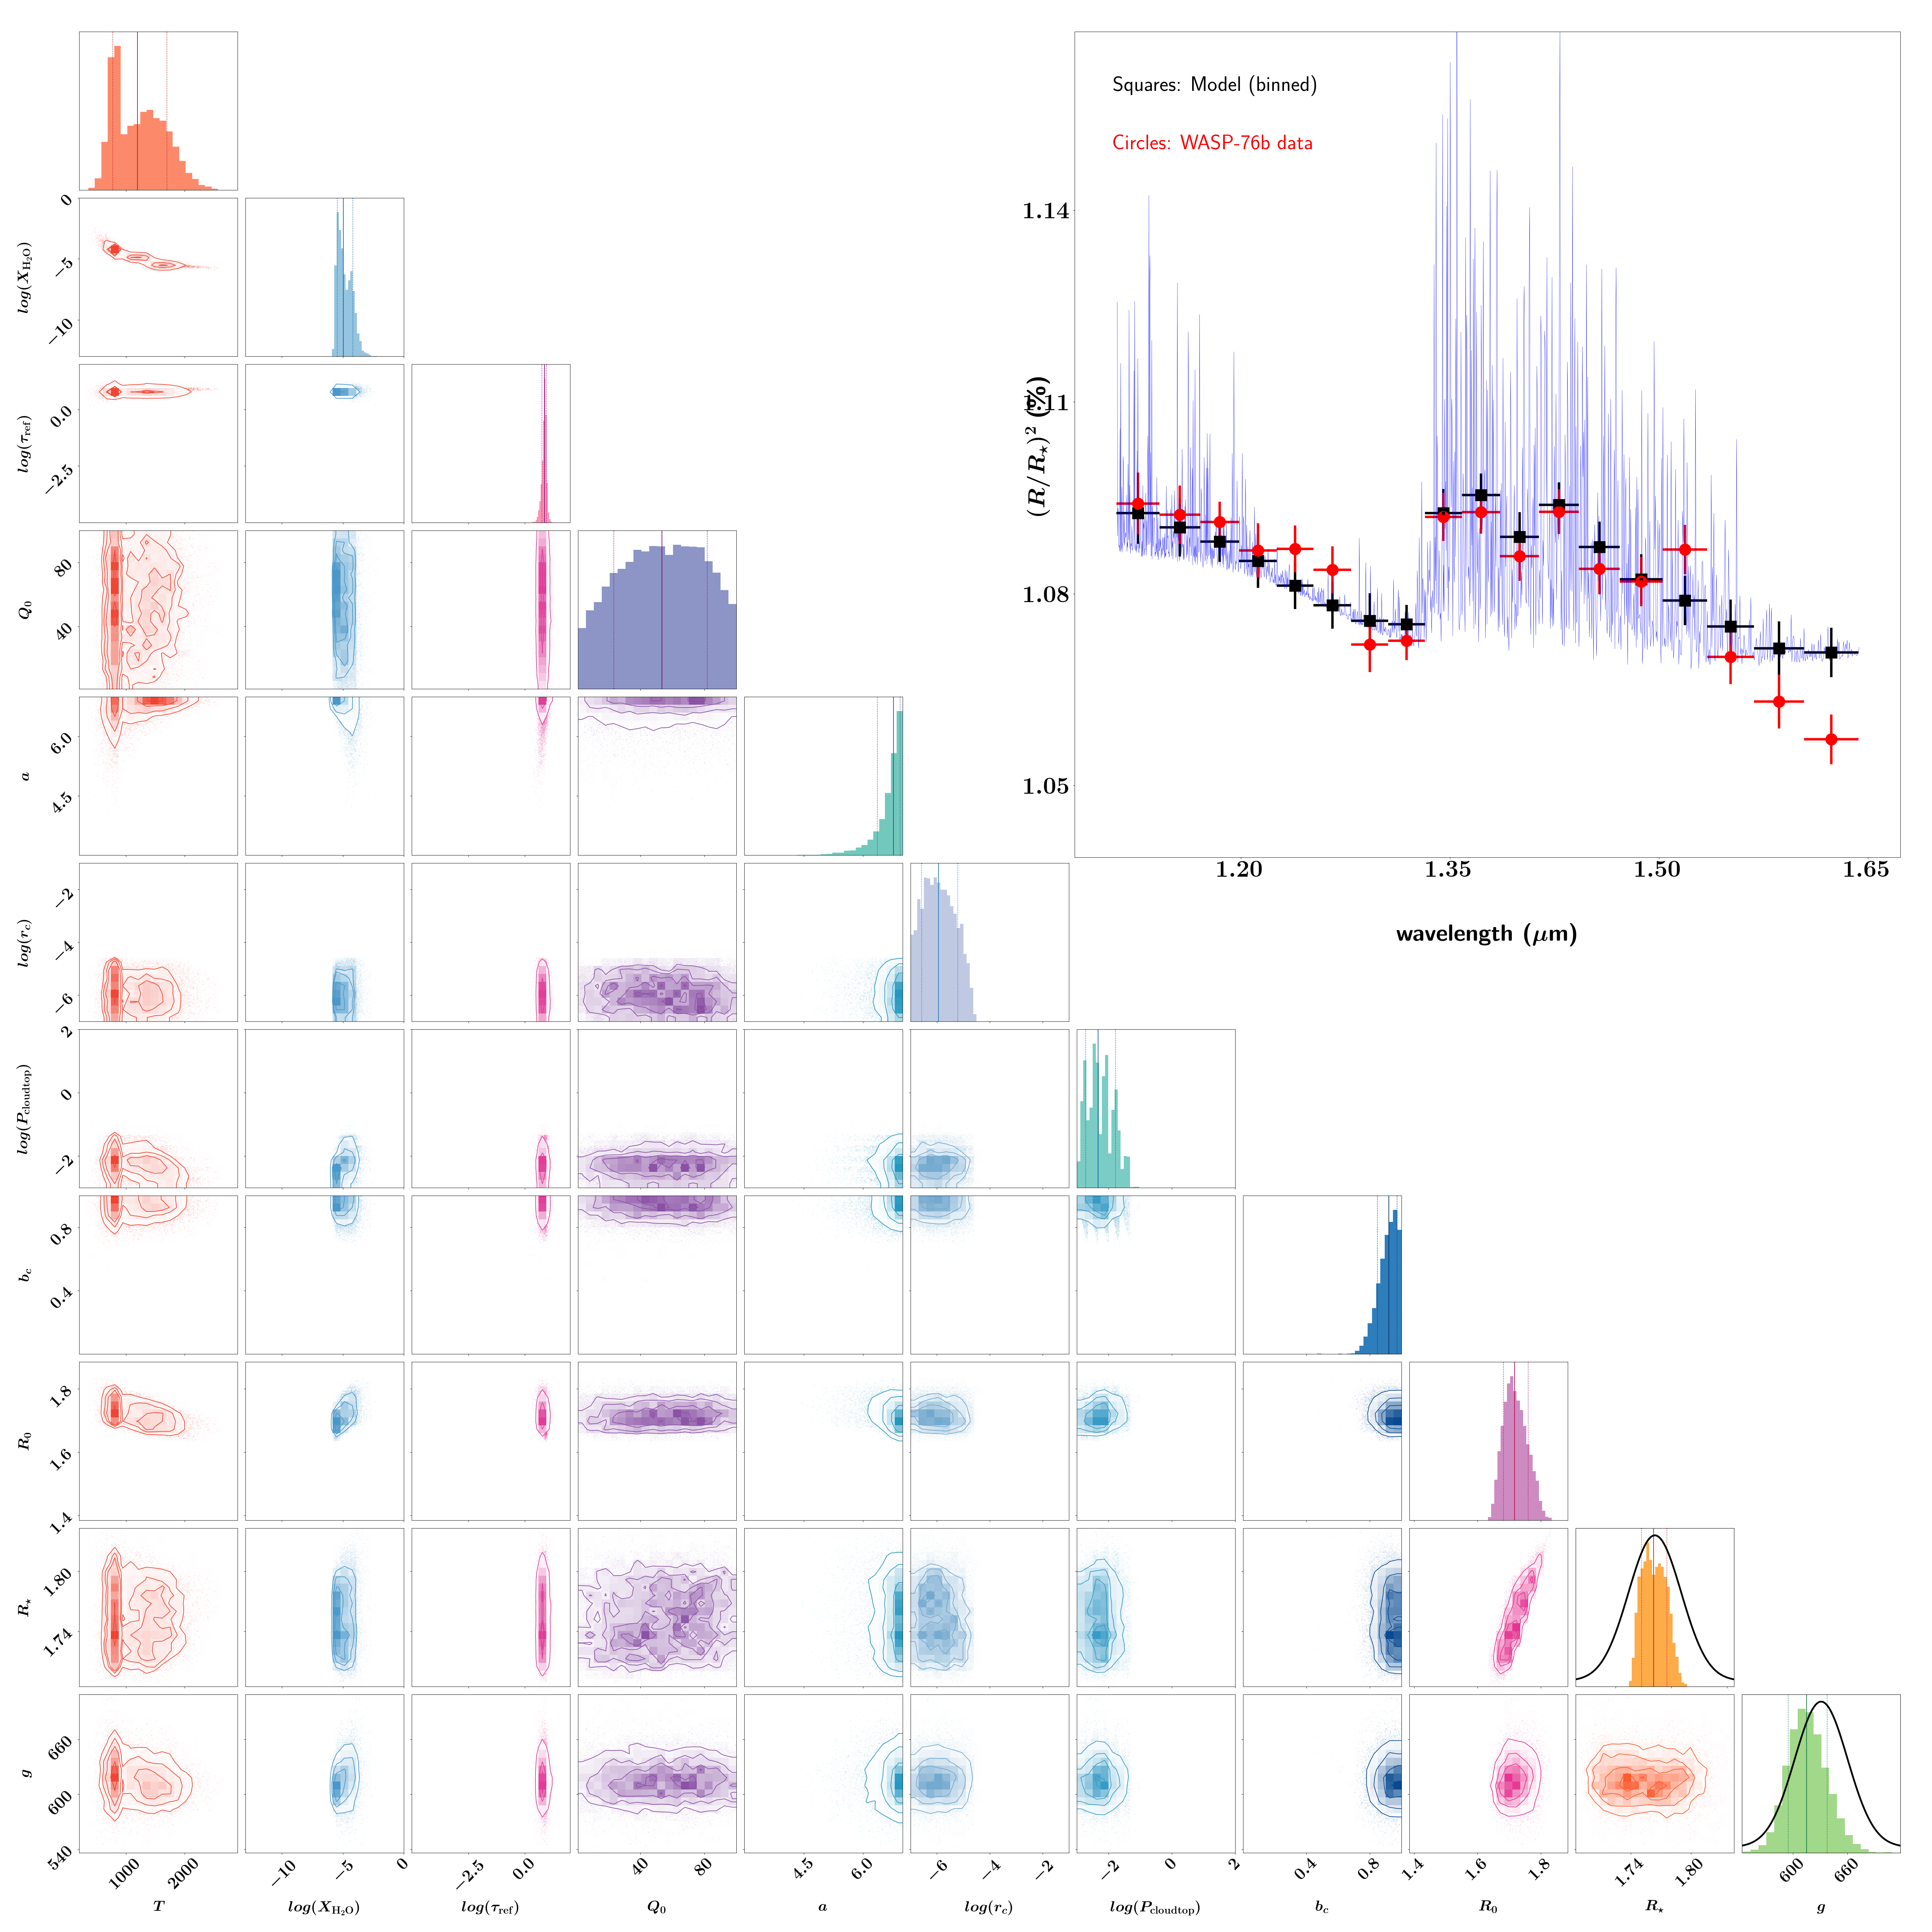 Squares: Model (binned)
Circles: WASP-76b data
1.14
1.11
1.08
1.05
(R/R⋆)² (%)
1.20 1.35 1.50 1.65
wavelength (μm)
0
−5
−10
log(X_H₂O)
0.0
−2.5
log(τ_ref)
80
40
Q₀
6.0
4.5
a
−2
−4
−6
log(r_c)
2
0
−2
log(P_cloudtop)
0.8
0.4
b_c
1.8
1.6
1.4
R₀
1.80
1.74
R⋆
660
600
540
g
1000 2000 −10 −5 0 −2.5 0.0 40 80 4.5 6.0 −6 −4 −2 −2 0 2 0.4 0.8 1.4 1.6 1.8 1.74 1.80 600 660
T log(X_H₂O) log(τ_ref) Q₀ a log(r_c) log(P_cloudtop) b_c R₀ R⋆ g